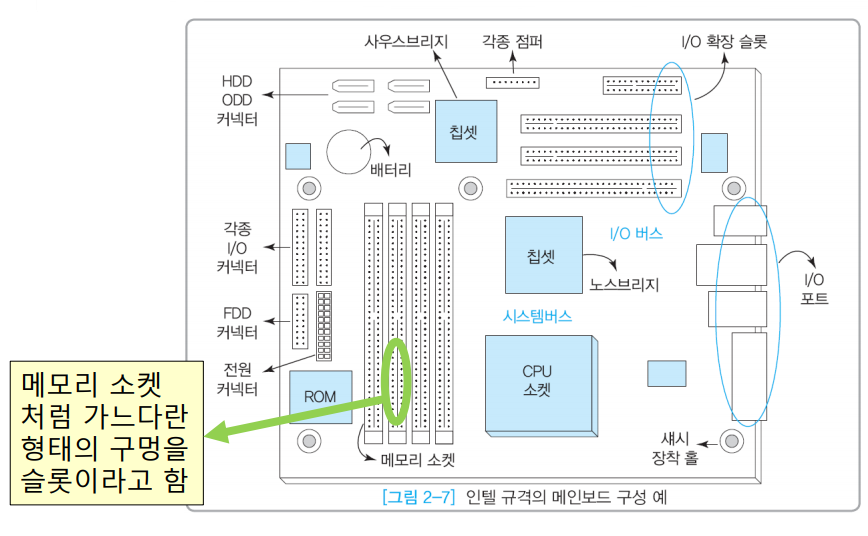 사우스브리지
각종 점퍼
I/O 확장 슬롯
HDD
ODD
커넥터
칩셋
배터리
각종
I/O
커넥터
I/O 버스
칩셋
노스브리지
I/O
포트
FDD
커넥터
시스템버스
전원
커넥터
ROM
CPU
소켓
메모리 소켓
처럼 가느다란
형태의 구멍을
슬롯이라고 함
메모리 소켓
섀시
장착 홀
[그림 2-7] 인텔 규격의 메인보드 구성 예